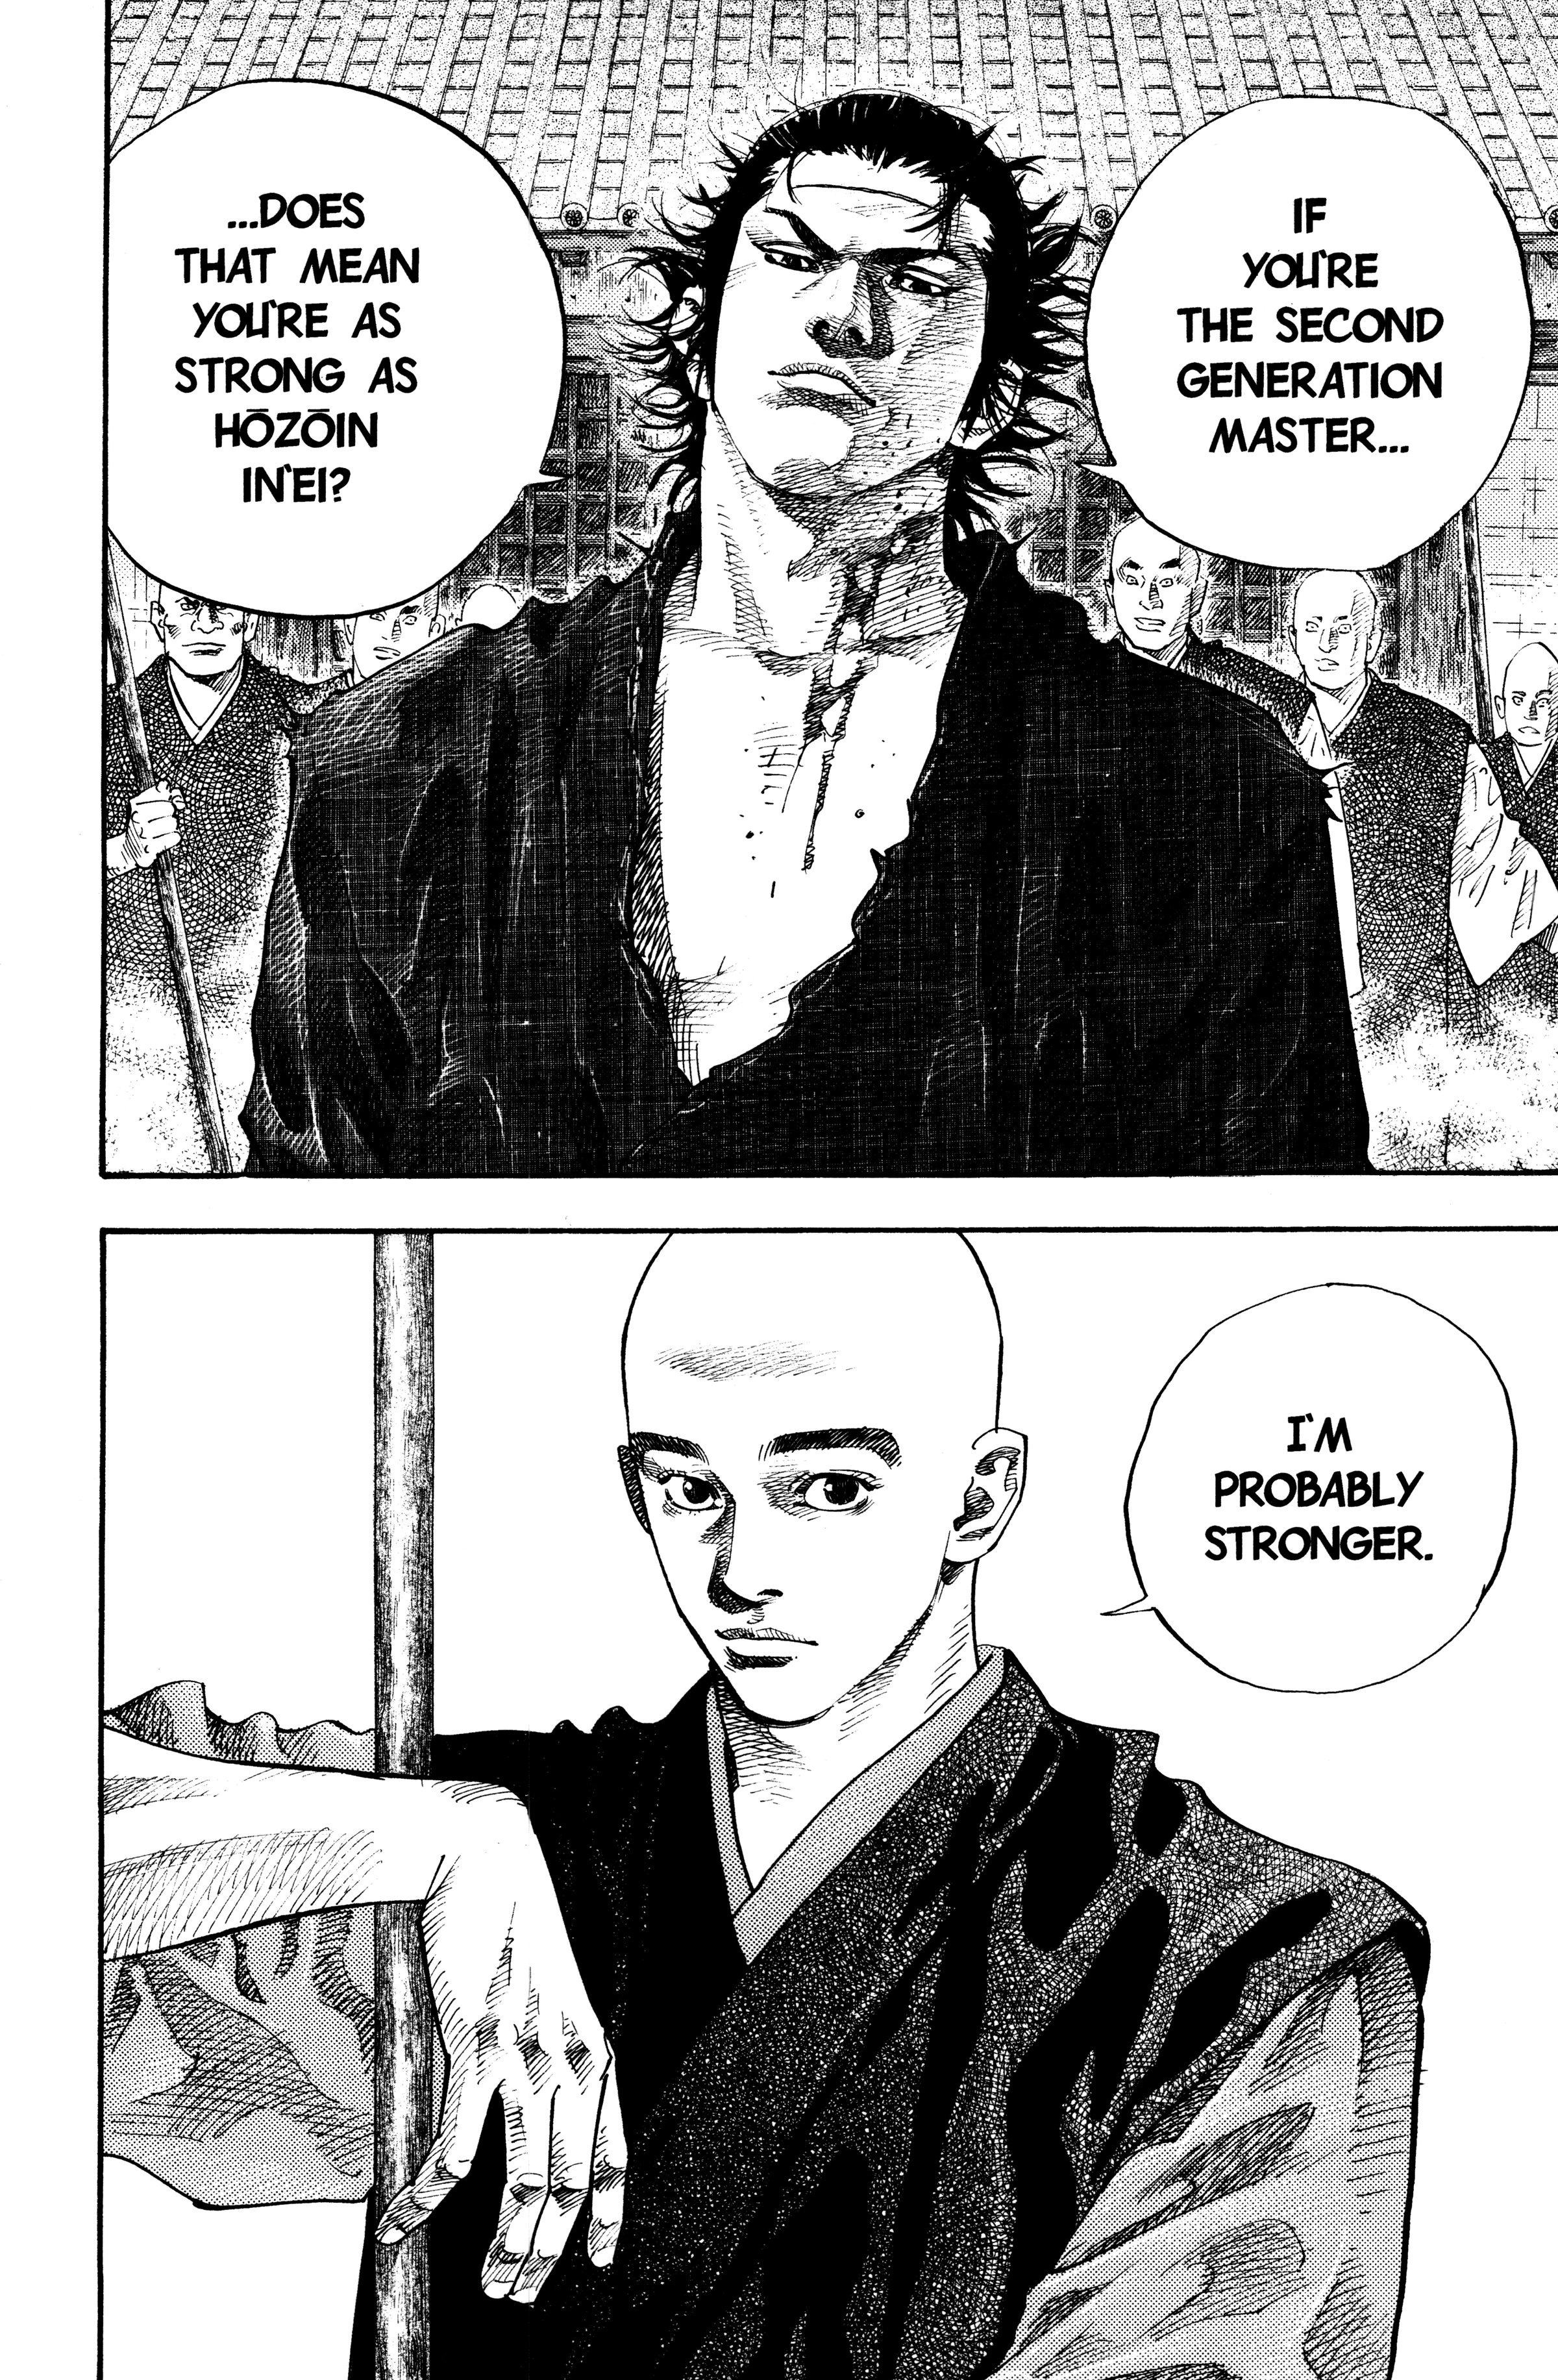 IF
YOU'RE
THE SECOND
GENERATION
MASTER...
...DOES
THAT MEAN
YOU'RE AS
STRONG AS
HŌZŌIN
IN'EI?
I'M
PROBABLY
STRONGER.